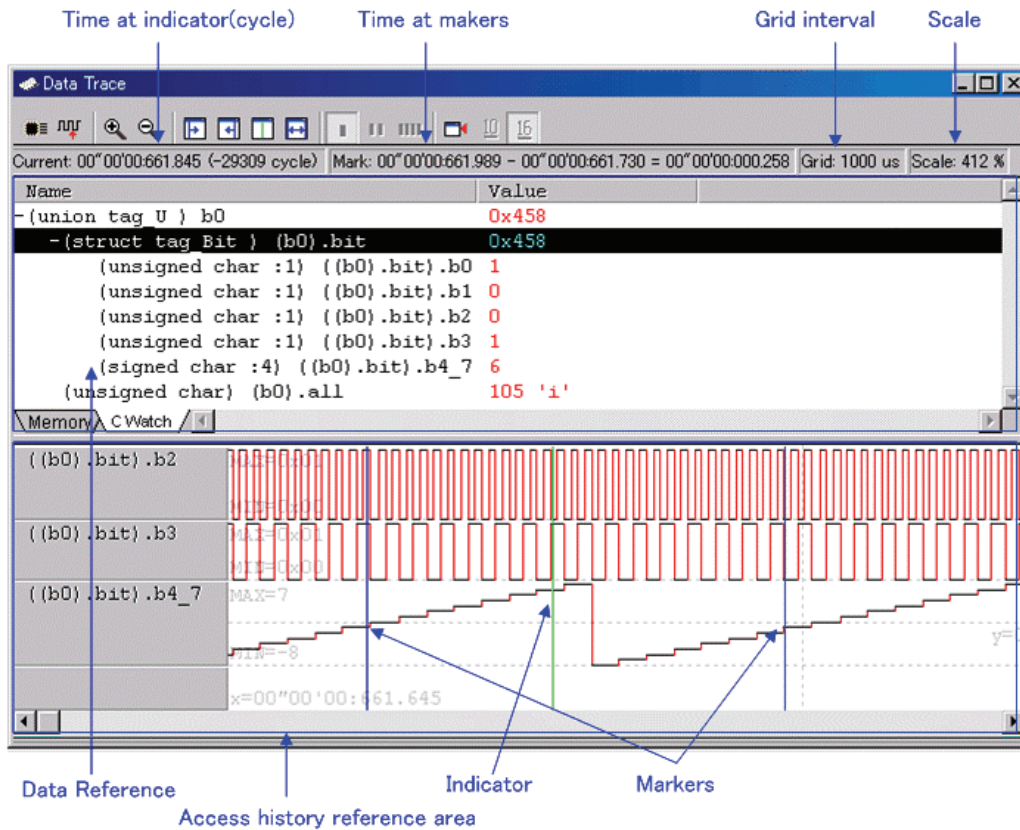 Time at indicator(cycle) Time at makers Grid interval Scale
Data Trace
10 16
Current: 00"00'00:661.845 (-29309 cycle) Mark: 00"00'00:661.989 - 00"00'00:661.730 = 00"00'00:000.258 Grid: 1000 us Scale: 412 %
Name Value
-(union tag_U ) b0 0x458
-(struct tag_Bit ) (b0).bit 0x458
(unsigned char :1) ((b0).bit).b0 1
(unsigned char :1) ((b0).bit).b1 0
(unsigned char :1) ((b0).bit).b2 0
(unsigned char :1) ((b0).bit).b3 1
(signed char :4) ((b0).bit).b4_7 6
(unsigned char) (b0).all 105 'i'
Memory C Watch
((b0).bit).b2 MAX=0x01
MIN=0x00
((b0).bit).b3 MAX=0x01
MIN=0x00
((b0).bit).b4_7 MAX=7
y=
MIN=-8
x=00"00'00:661.645
Data Reference Indicator Markers
Access history reference area